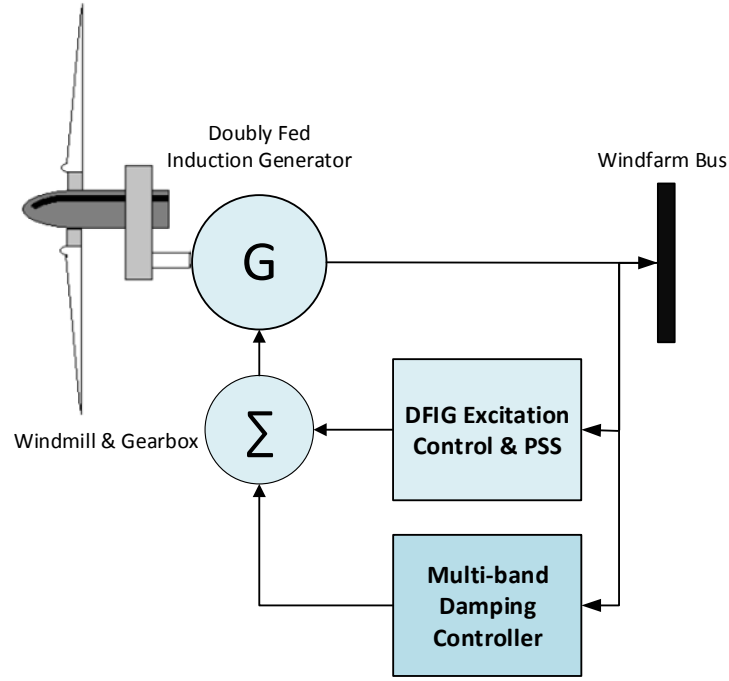 Doubly Fed
Induction Generator
Windfarm Bus
G
DFIG Excitation
Control & PSS
Σ
Windmill & Gearbox
Multi-band
Damping
Controller